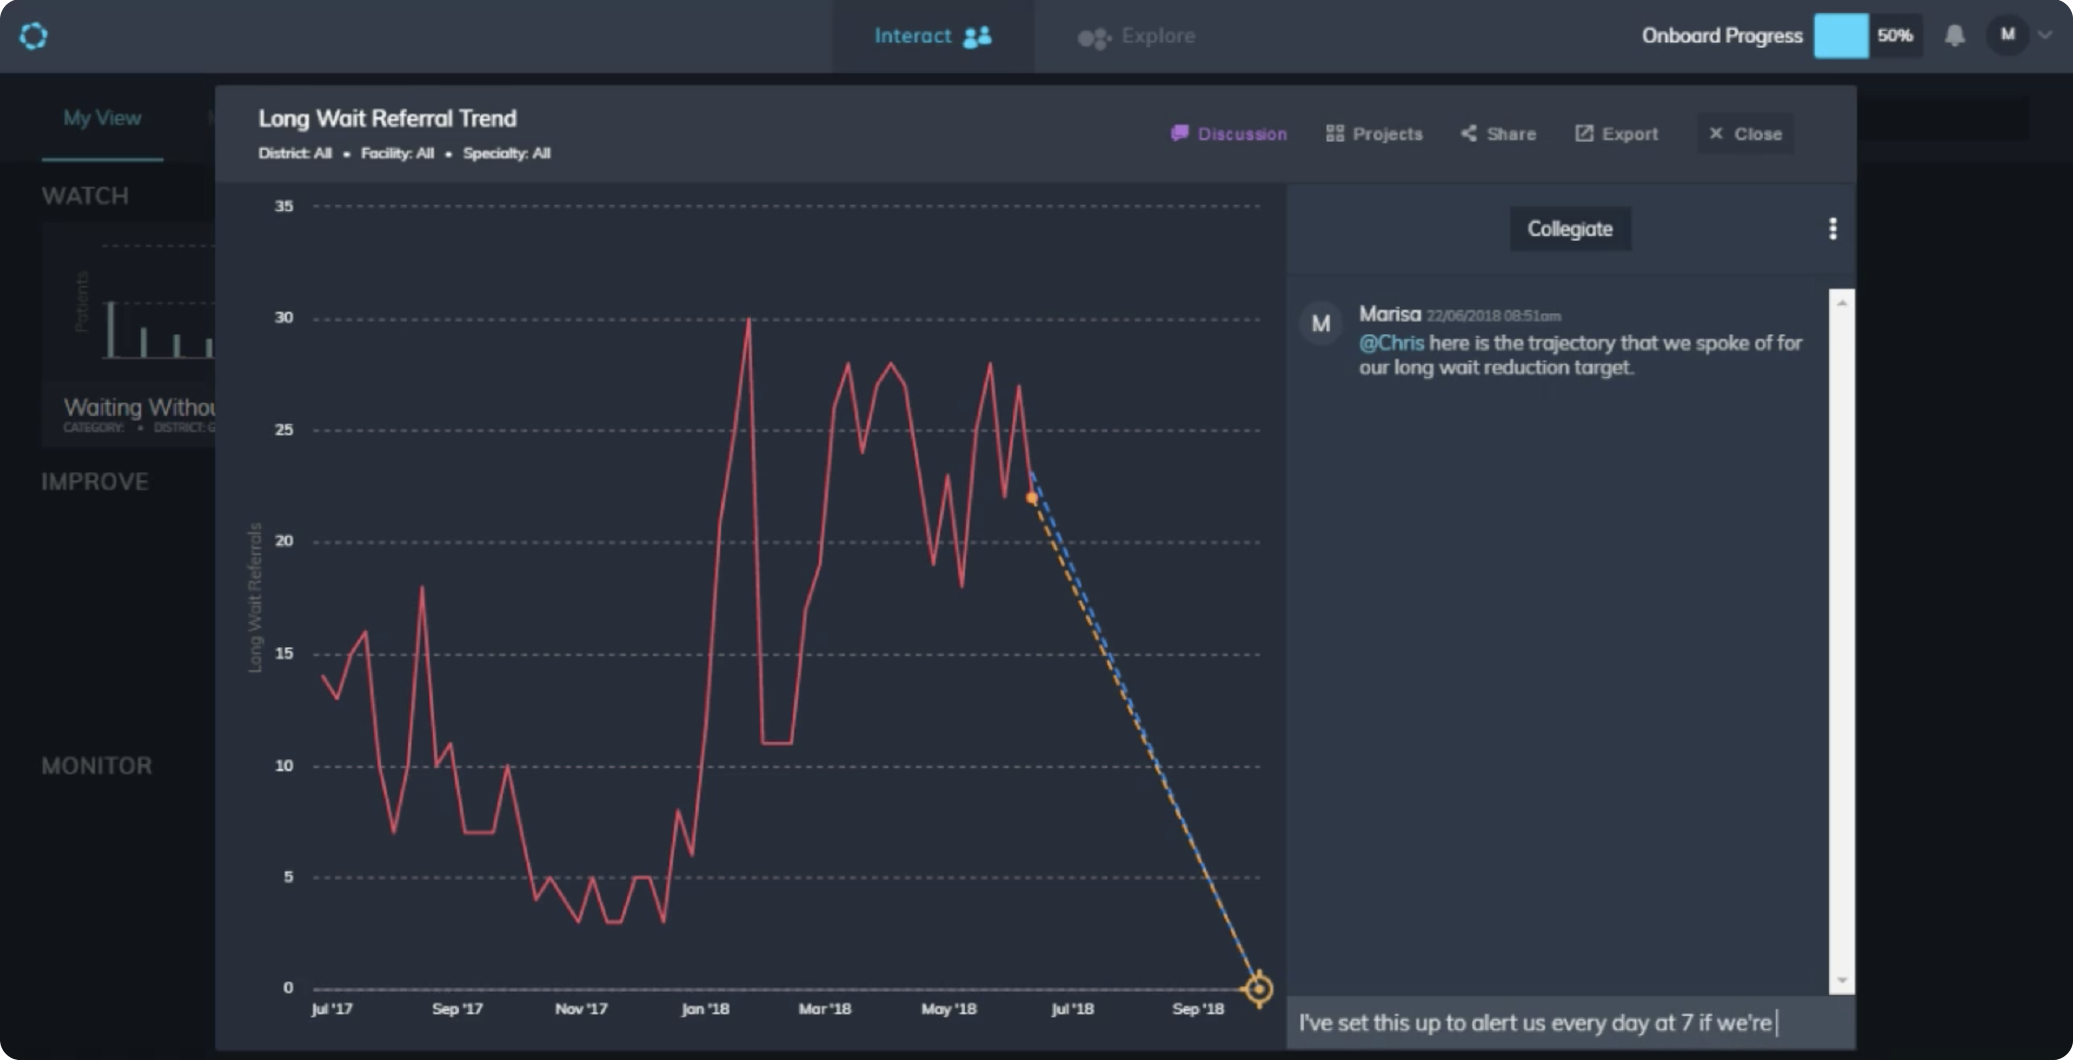 Interact
Explore
Onboard Progress
50%
M
My View
WATCH
Patients
Waiting Withou
CATEGORY: • DISTRICT: G
IMPROVE
MONITOR
Long Wait Referral Trend
District: All • Facility: All • Specialty: All
Discussion
Projects
Share
Export
× Close
35
30
25
20
15
10
5
0
Long Wait Referrals
Jul '17
Sep '17
Nov '17
Jan '18
Mar '18
May '18
Jul '18
Sep '18
Collegiate
M
Marisa 22/06/2018 08:51am
@Chris here is the trajectory that we spoke of for
our long wait reduction target.
I've set this up to alert us every day at 7 if we're